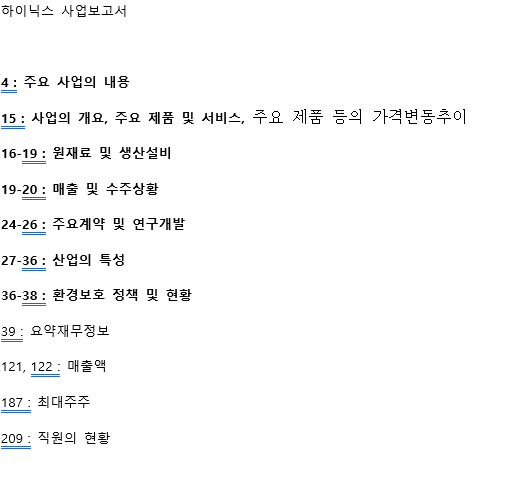 하이닉스 사업보고서
4 : 주요 사업의 내용
15 : 사업의 개요, 주요 제품 및 서비스, 주요 제품 등의 가격변동추이
16-19 : 원재료 및 생산설비
19-20 : 매출 및 수주상황
24-26 : 주요계약 및 연구개발
27-36 : 산업의 특성
36-38 : 환경보호 정책 및 현황
39 : 요약재무정보
121, 122 : 매출액
187 : 최대주주
209 : 직원의 현황